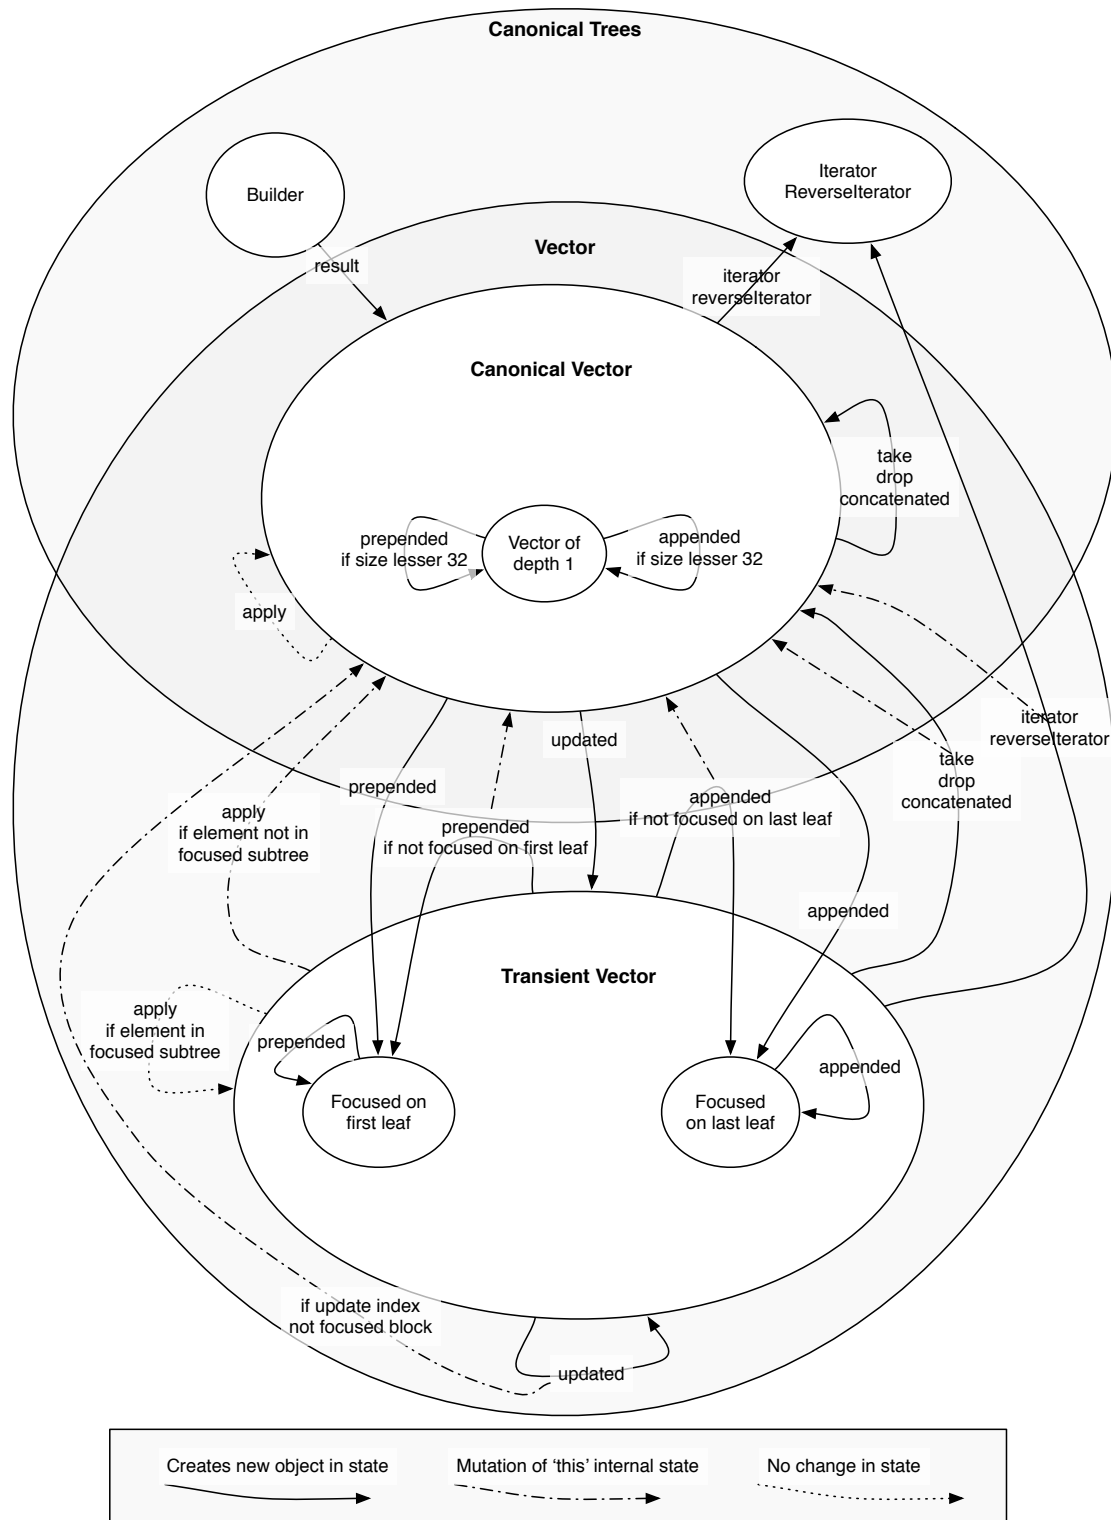 Canonical Trees
Builder
Iterator
ReverseIterator
Vector
result
iterator
reverseIterator
Canonical Vector
take
drop
concatenated
prepended
if size lesser 32
Vector of
depth 1
appended
if size lesser 32
apply
iterator
reverseIterator
updated
take
drop
concatenated
prepended
apply
if element not in
focused subtree
prepended
if not focused on first leaf
appended
if not focused on last leaf
appended
Transient Vector
apply
if element in
focused subtree
prepended
appended
Focused on
first leaf
Focused
on last leaf
if update index
not focused block
updated
Creates new object in state
Mutation of ‘this’ internal state
No change in state